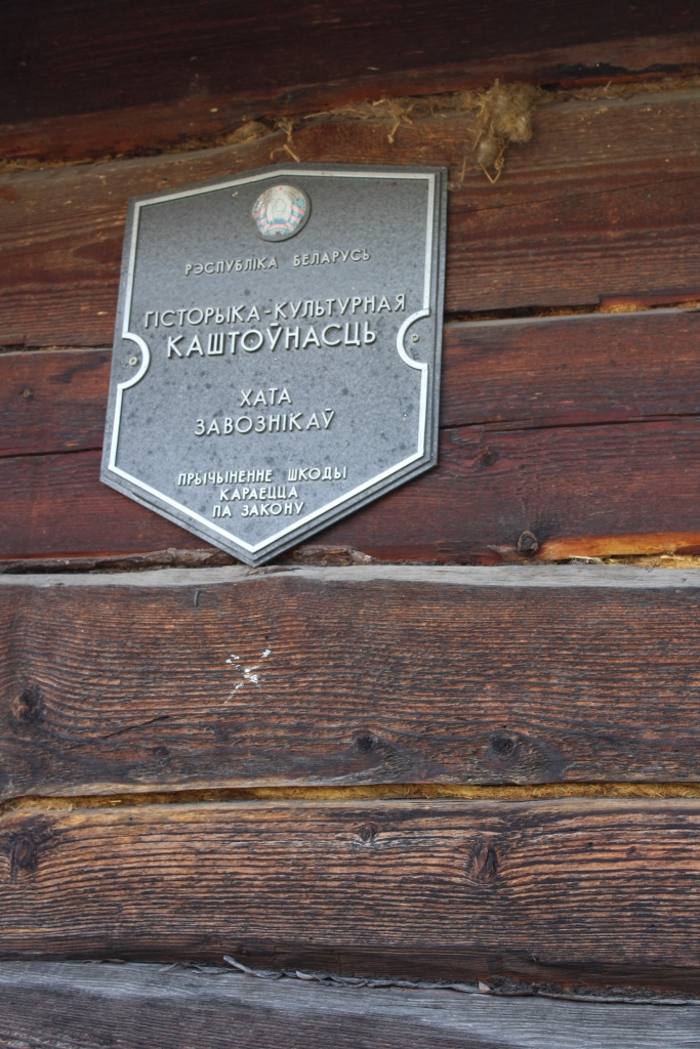 РЭСПУБЛІКА БЕЛАРУСЬ
ГІСТОРЫКА-КУЛЬТУРНАЯ
КАШТОЎНАСЦЬ
ХАТА
ЗАВОЗНІКАЎ
ПРЫЧЫНЕННЕ ШКОДЫ
КАРАЕЦЦА
ПА ЗАКОНУ